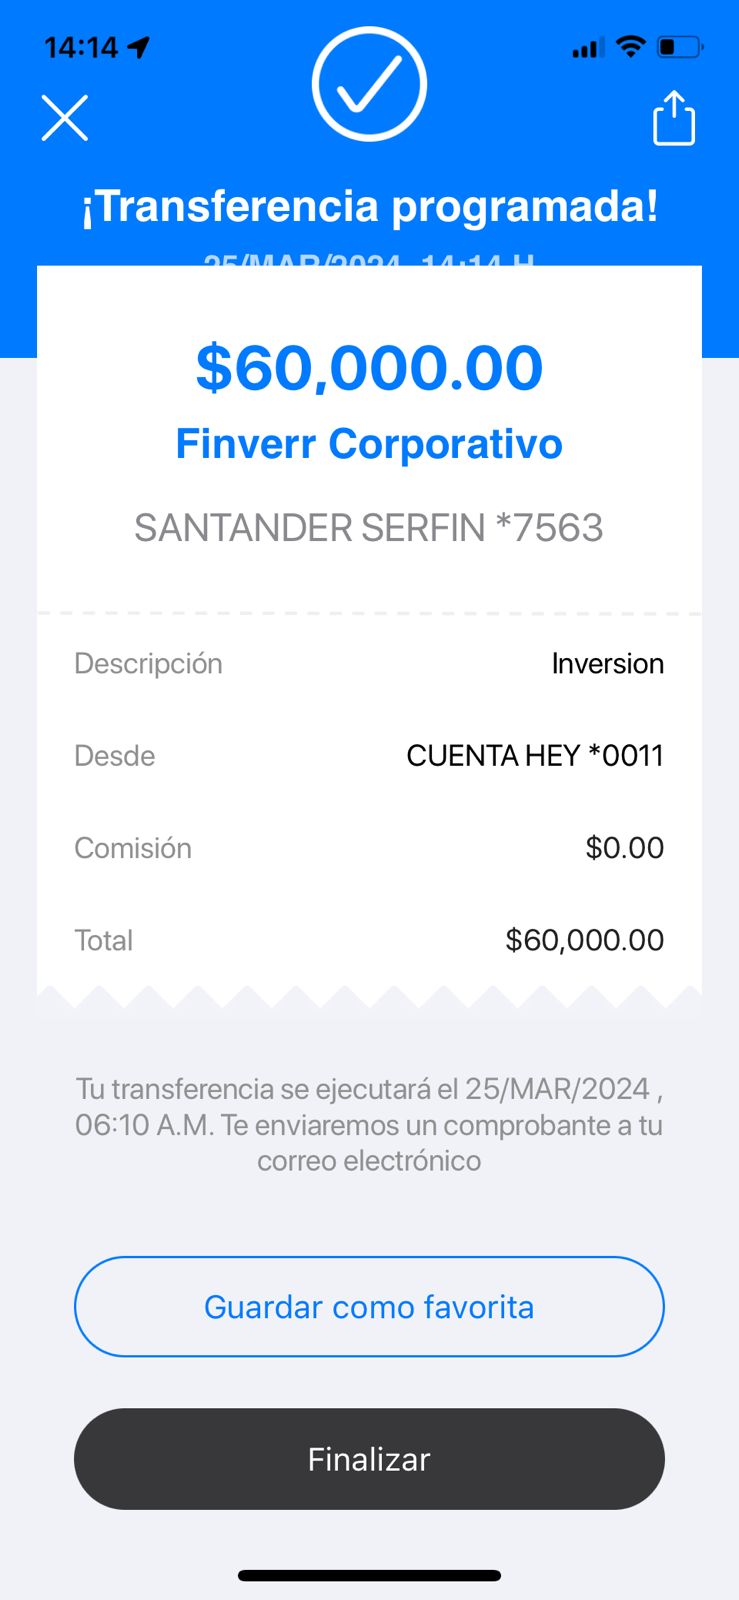 14:14
¡Transferencia programada!
25/MAR/2024, 14:14 H
$60,000.00
Finverr Corporativo
SANTANDER SERFIN *7563
Descripción Inversion
Desde CUENTA HEY *0011
Comisión $0.00
Total $60,000.00
Tu transferencia se ejecutará el 25/MAR/2024 ,
06:10 A.M. Te enviaremos un comprobante a tu
correo electrónico
Guardar como favorita
Finalizar